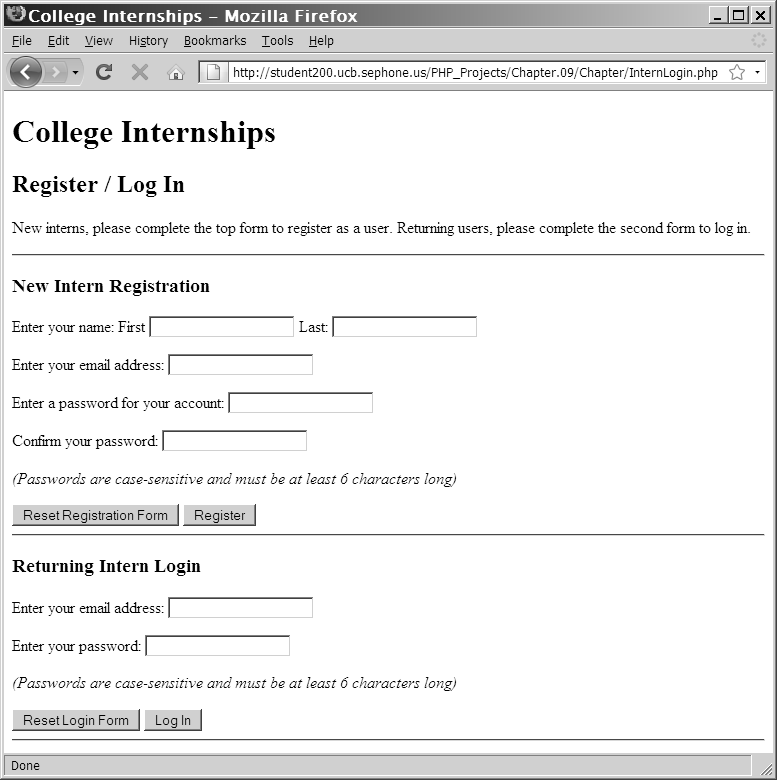 College Internships - Mozilla Firefox
File Edit View History Bookmarks Tools Help
http://student200.ucb.sephone.us/PHP_Projects/Chapter.09/Chapter/InternLogin.php
College Internships
Register / Log In
New interns, please complete the top form to register as a user. Returning users, please complete the second form to log in.
New Intern Registration
Enter your name: First Last:
Enter your email address:
Enter a password for your account:
Confirm your password:
(Passwords are case-sensitive and must be at least 6 characters long)
Reset Registration Form Register
Returning Intern Login
Enter your email address:
Enter your password:
(Passwords are case-sensitive and must be at least 6 characters long)
Reset Login Form Log In
Done